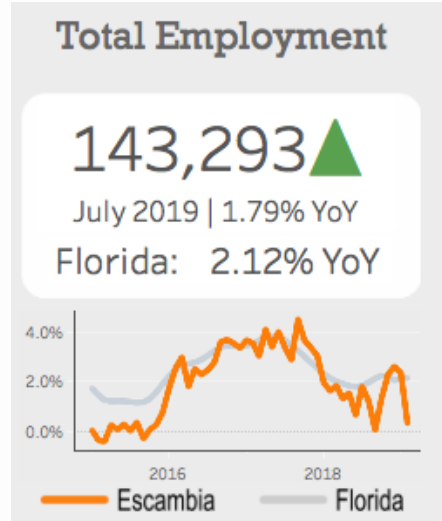 Total Employment
143,293
July 2019 | 1.79% YoY
Florida: 2.12% YoY
4.0%
2.0%
0.0%
2016 2018
Escambia Florida